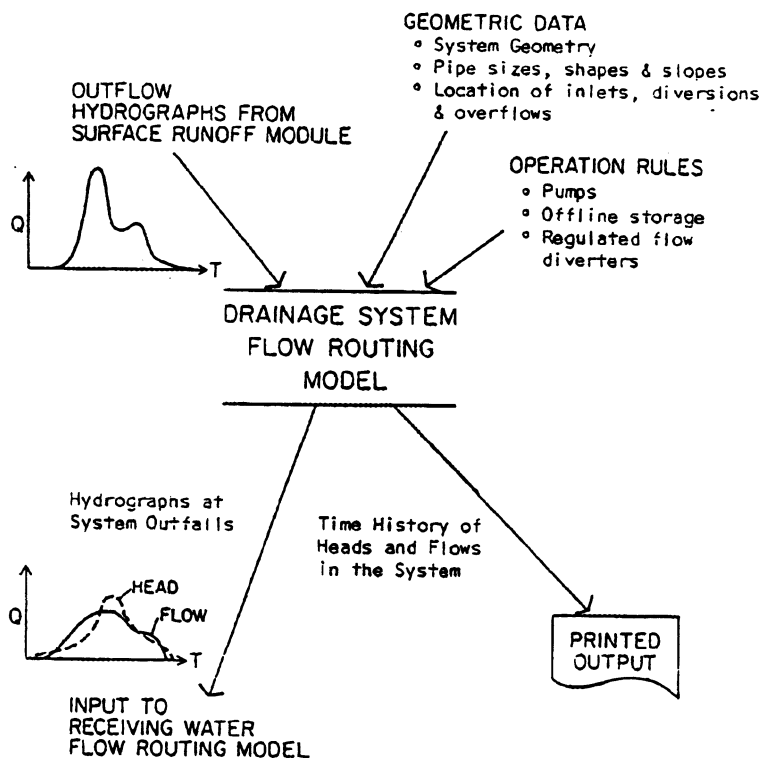 GEOMETRIC DATA
° System Geometry
° Pipe sizes, shapes & slopes
° Location of inlets, diversions
& overflows
OUTFLOW
HYDROGRAPHS FROM
SURFACE RUNOFF MODULE
OPERATION RULES
° Pumps
° Offline storage
° Regulated flow
diverters
Q
T
DRAINAGE SYSTEM
FLOW ROUTING
MODEL
Hydrographs at
System Outfalls
Time History of
Heads and Flows
in the System
HEAD
FLOW
Q
T
PRINTED
OUTPUT
INPUT TO
RECEIVING WATER
FLOW ROUTING MODEL